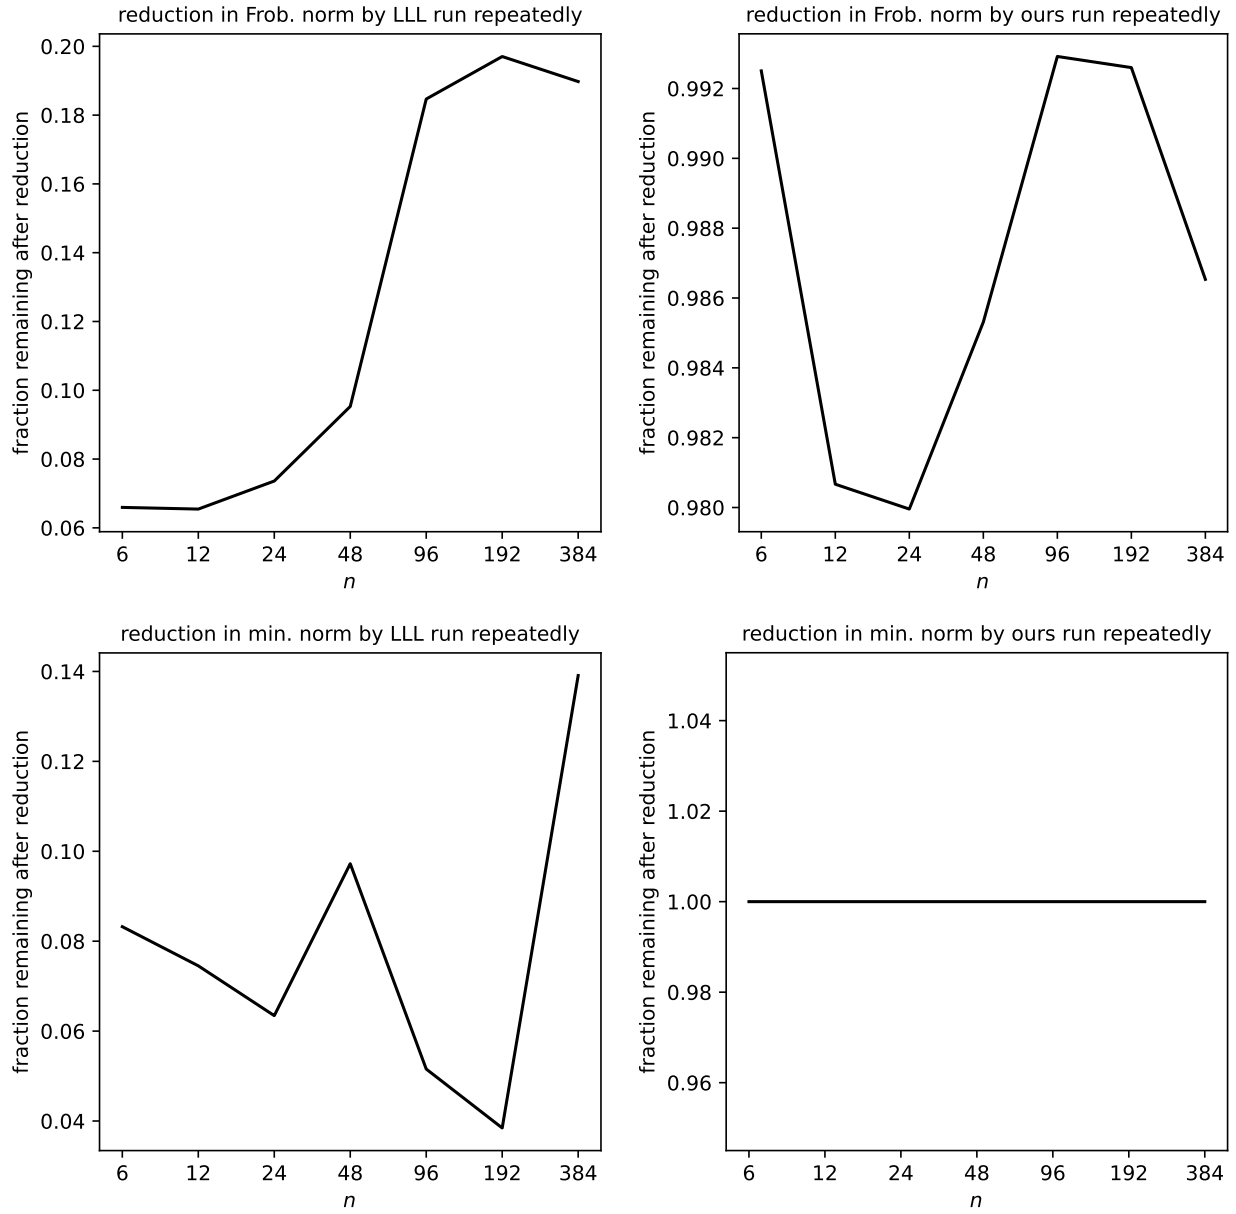 reduction in Frob. norm by LLL run repeatedly
fraction remaining after reduction
0.20
0.18
0.16
0.14
0.12
0.10
0.08
0.06
6 12 24 48 96 192 384
n
reduction in Frob. norm by ours run repeatedly
fraction remaining after reduction
0.992
0.990
0.988
0.986
0.984
0.982
0.980
6 12 24 48 96 192 384
n
reduction in min. norm by LLL run repeatedly
fraction remaining after reduction
0.14
0.12
0.10
0.08
0.06
0.04
6 12 24 48 96 192 384
n
reduction in min. norm by ours run repeatedly
fraction remaining after reduction
1.04
1.02
1.00
0.98
0.96
6 12 24 48 96 192 384
n